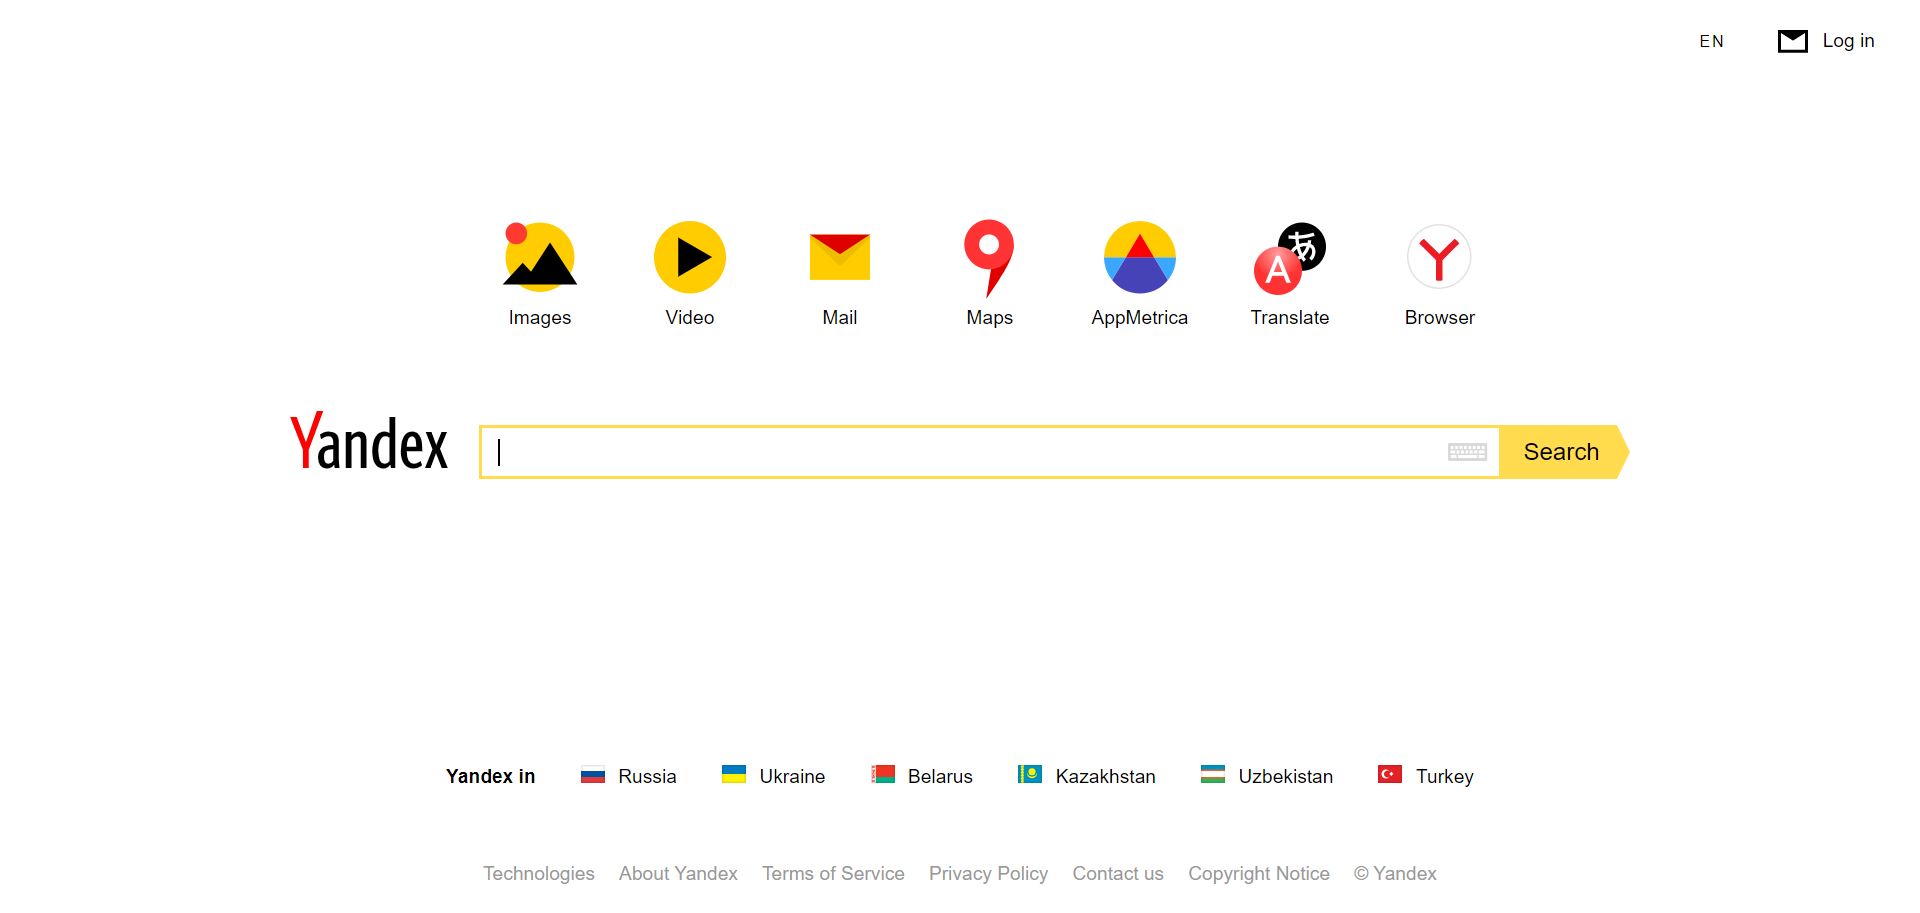 EN Log in
あ
A
Y
Images Video Mail Maps AppMetrica Translate Browser
Yandex Search
Yandex in Russia Ukraine Belarus Kazakhstan Uzbekistan Turkey
Technologies About Yandex Terms of Service Privacy Policy Contact us Copyright Notice © Yandex